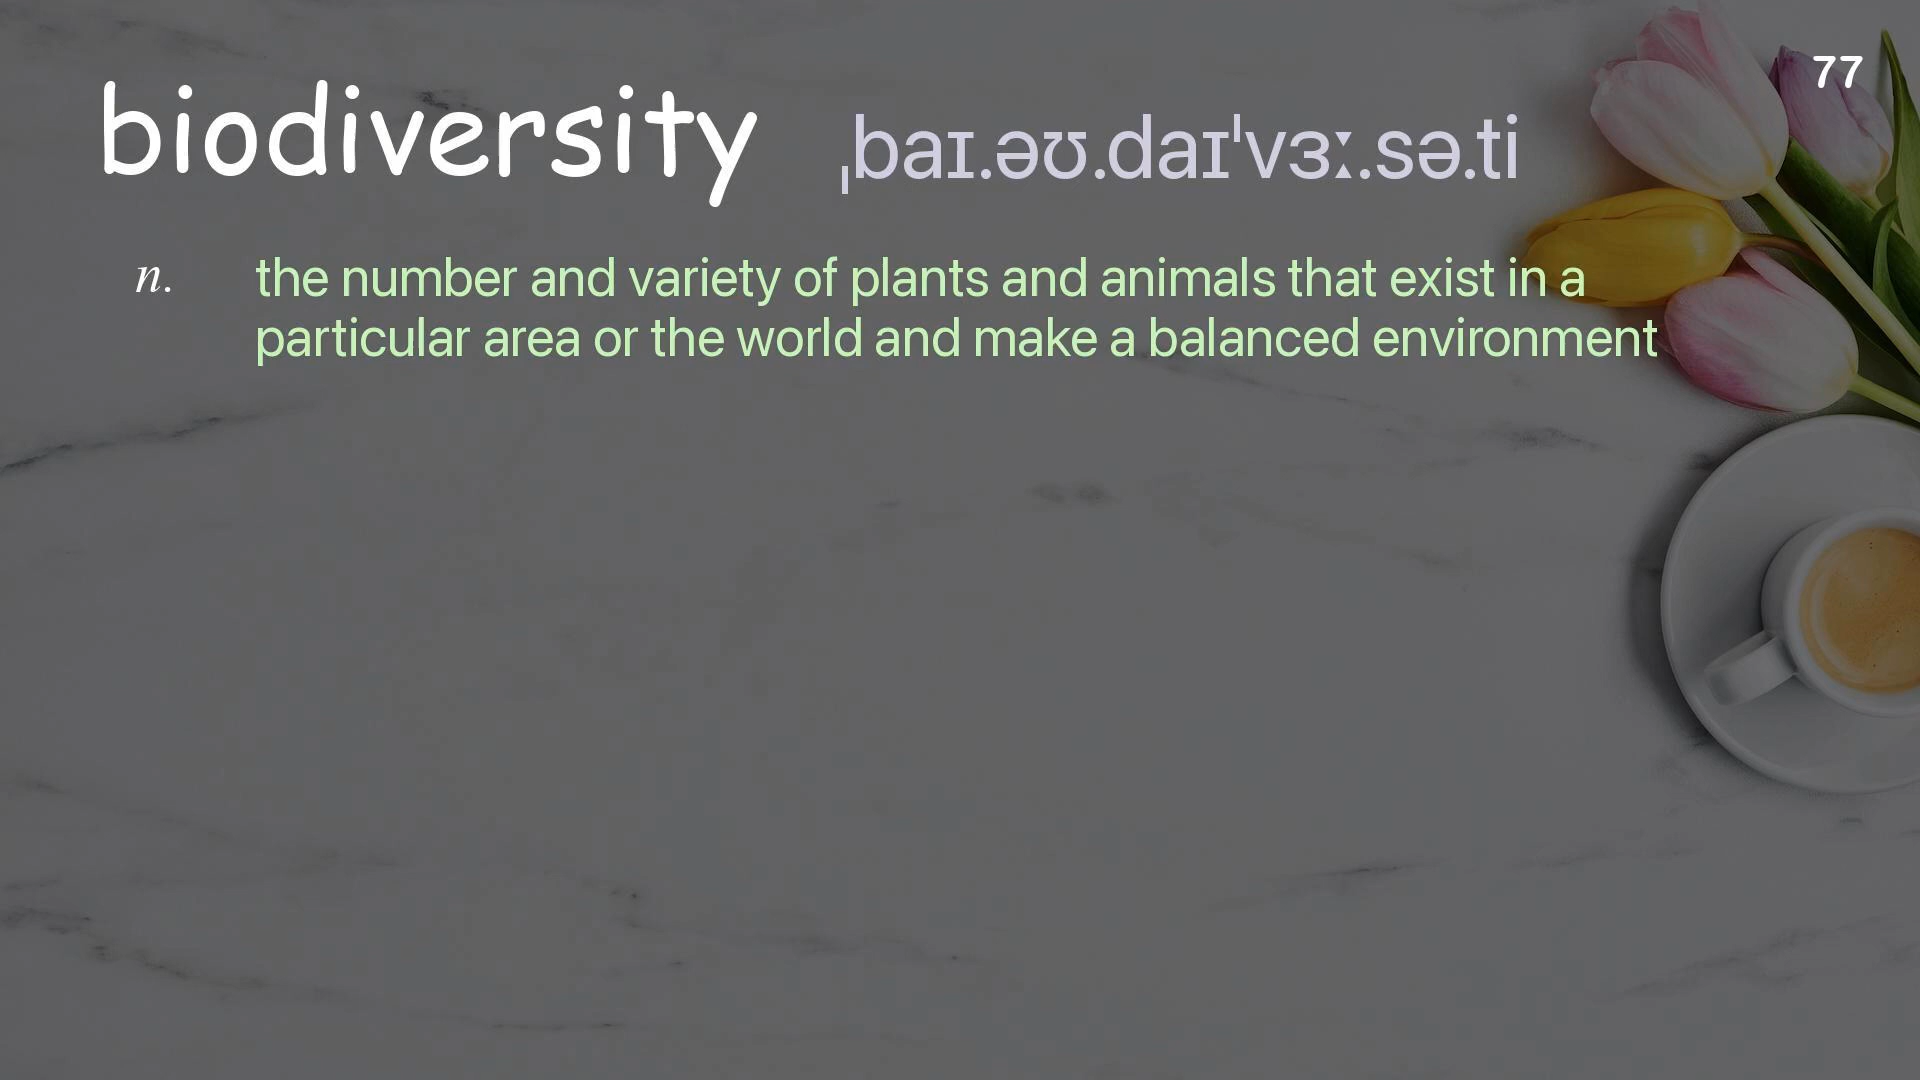 77
biodiversity ˌbaɪ.əʊ.daɪˈvɜː.sə.ti
n. the number and variety of plants and animals that exist in a
particular area or the world and make a balanced environment